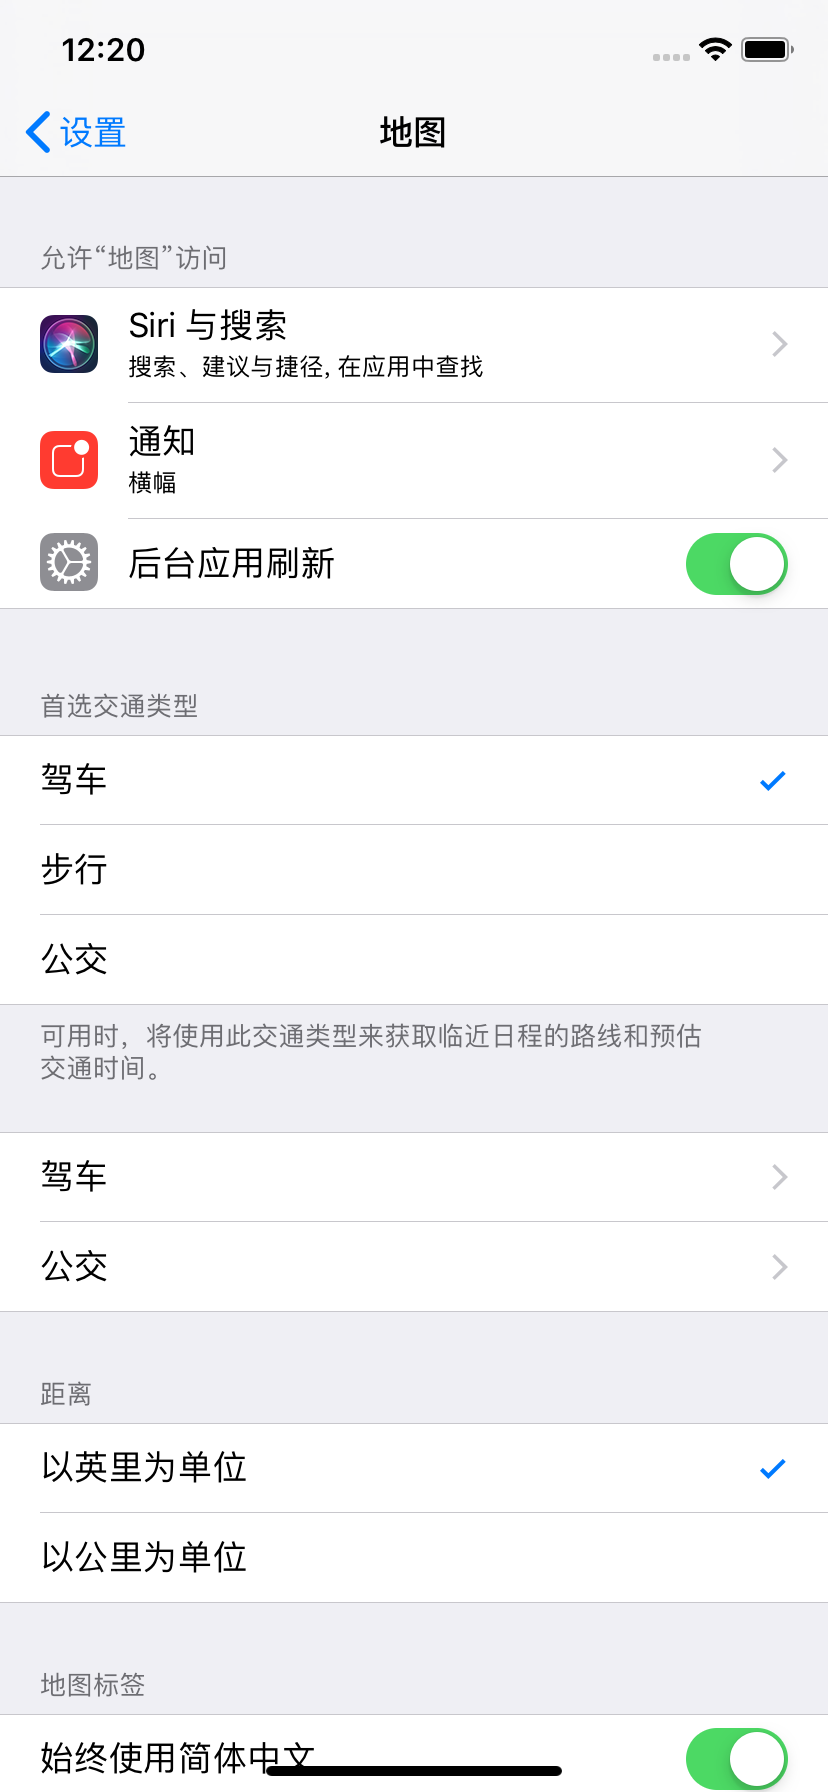 12:20
设置
地图
允许“地图”访问
Siri 与搜索
搜索、建议与捷径, 在应用中查找
通知
横幅
后台应用刷新
首选交通类型
驾车
步行
公交
可用时，将使用此交通类型来获取临近日程的路线和预估
交通时间。
驾车
公交
距离
以英里为单位
以公里为单位
地图标签
始终使用简体中文